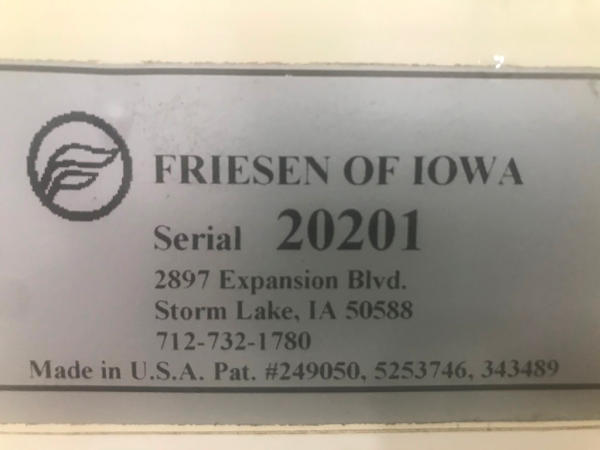 FRIESEN OF IOWA
Serial 20201
2897 Expansion Blvd.
Storm Lake, IA 50588
712-732-1780
Made in U.S.A. Pat. #249050, 5253746, 343489